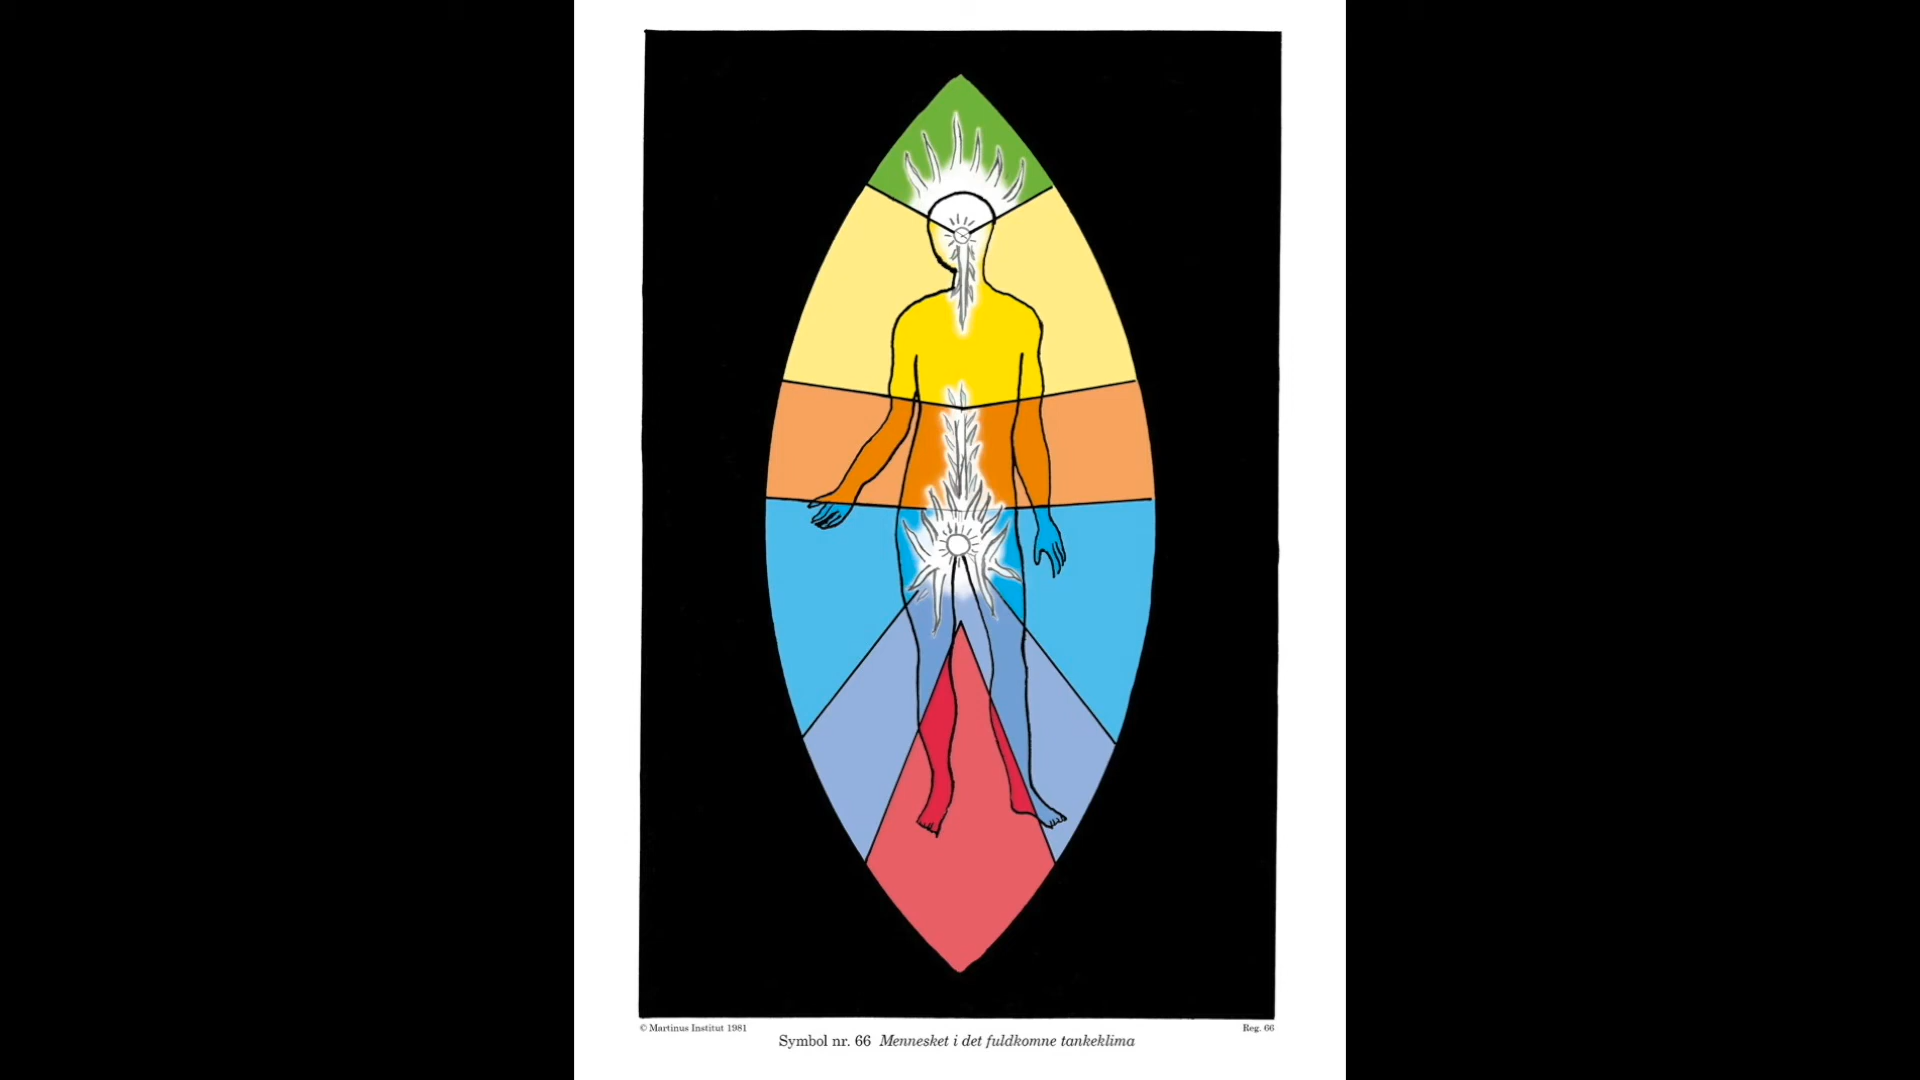 © Martinus Institut 1981
Reg. 66
Symbol nr. 66 Mennesket i det fuldkomne tankeklima